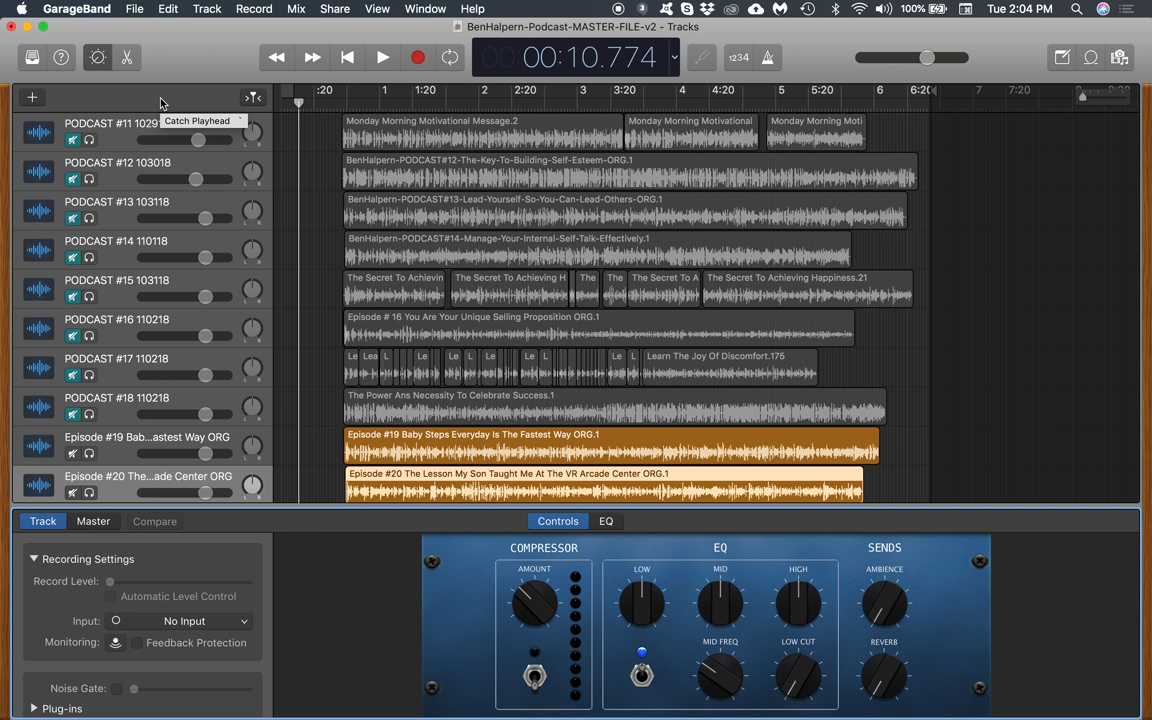 GarageBand File Edit Track Record Mix Share View Window Help 3 100% Tue 2:04 PM
BenHalpern-Podcast-MASTER-FILE-v2 - Tracks
00:10.774 1234
:20 1 1:20 2 2:20 3 3:20 4 4:20 5 5:20 6 6:20 7 7:20
Catch Playhead
PODCAST #11 1029
Monday Morning Motivational Message.2 Monday Morning Motivational Monday Morning Moti
PODCAST #12 103018
BenHalpern-PODCAST#12-The-Key-To-Building-Self-Esteem-ORG.1
PODCAST #13 103118
BenHalpern-PODCAST#13-Lead-Yourself-So-You-Can-Lead-Others-ORG.1
PODCAST #14 110118
BenHalpern-PODCAST#14-Manage-Your-Internal-Self-Talk-Effectively.1
PODCAST #15 103118
The Secret To Achievin The Secret To Achieving H The The The Secret To A The Secret To Achieving Happiness.21
PODCAST #16 110218
Episode # 16 You Are Your Unique Selling Proposition ORG.1
PODCAST #17 110218
Le Lea L Le Le L Le Le L Le L Learn The Joy Of Discomfort.175
PODCAST #18 110218
The Power Ans Necessity To Celebrate Success.1
Episode #19 Bab...astest Way ORG
Episode #19 Baby Steps Everyday Is The Fastest Way ORG.1
Episode #20 The...ade Center ORG
Episode #20 The Lesson My Son Taught Me At The VR Arcade Center ORG.1
L R
Track Master Compare Controls EQ
Recording Settings
Record Level:
Automatic Level Control
Input: No Input
Monitoring: Feedback Protection
Noise Gate:
Plug-ins
COMPRESSOR EQ SENDS
AMOUNT LOW MID HIGH AMBIENCE
MID FREQ LOW CUT REVERB